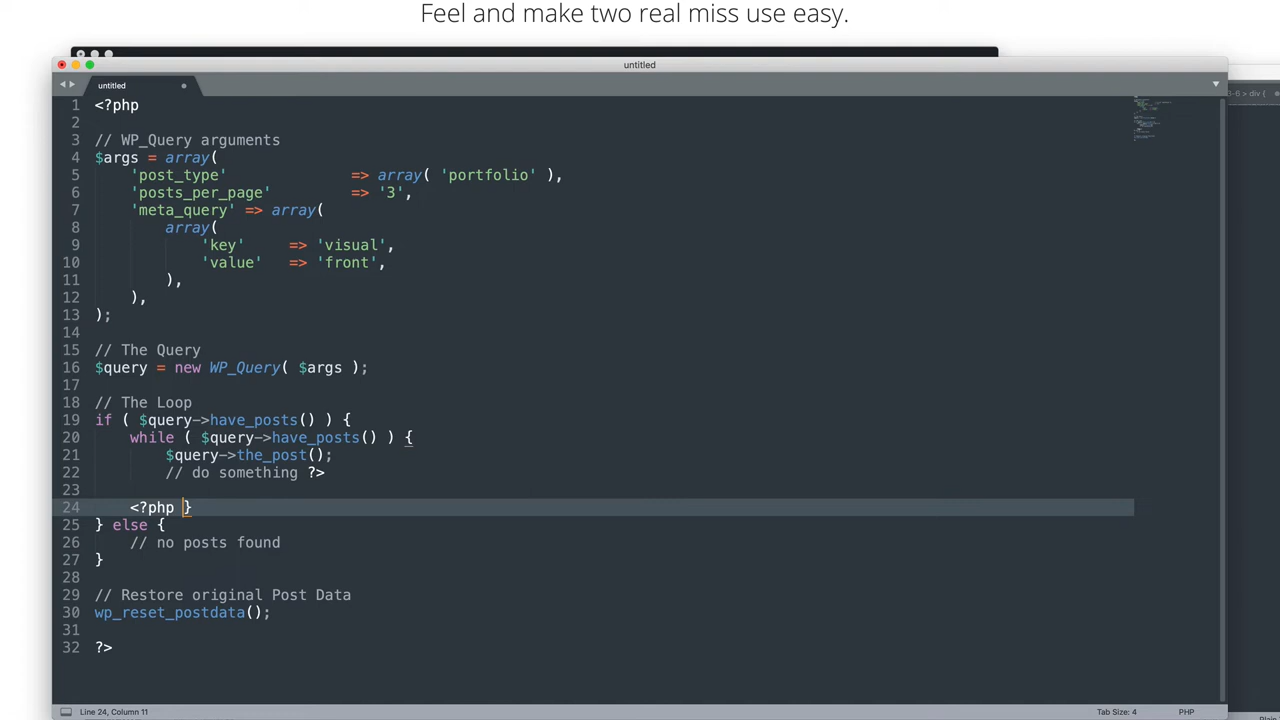 Feel and make two real miss use easy.
untitled
untitled
3-6 > div {
1 <?php
2
3 // WP_Query arguments
4 $args = array(
5 'post_type' => array( 'portfolio' ),
6 'posts_per_page' => '3',
7 'meta_query' => array(
8 array(
9 'key' => 'visual',
10 'value' => 'front',
11 ),
12 ),
13 );
14
15 // The Query
16 $query = new WP_Query( $args );
17
18 // The Loop
19 if ( $query->have_posts() ) {
20 while ( $query->have_posts() ) {
21 $query->the_post();
22 // do something ?>
23
24 <?php }
25 } else {
26 // no posts found
27 }
28
29 // Restore original Post Data
30 wp_reset_postdata();
31
32 ?>
Line 24, Column 11 Tab Size: 4 PHP